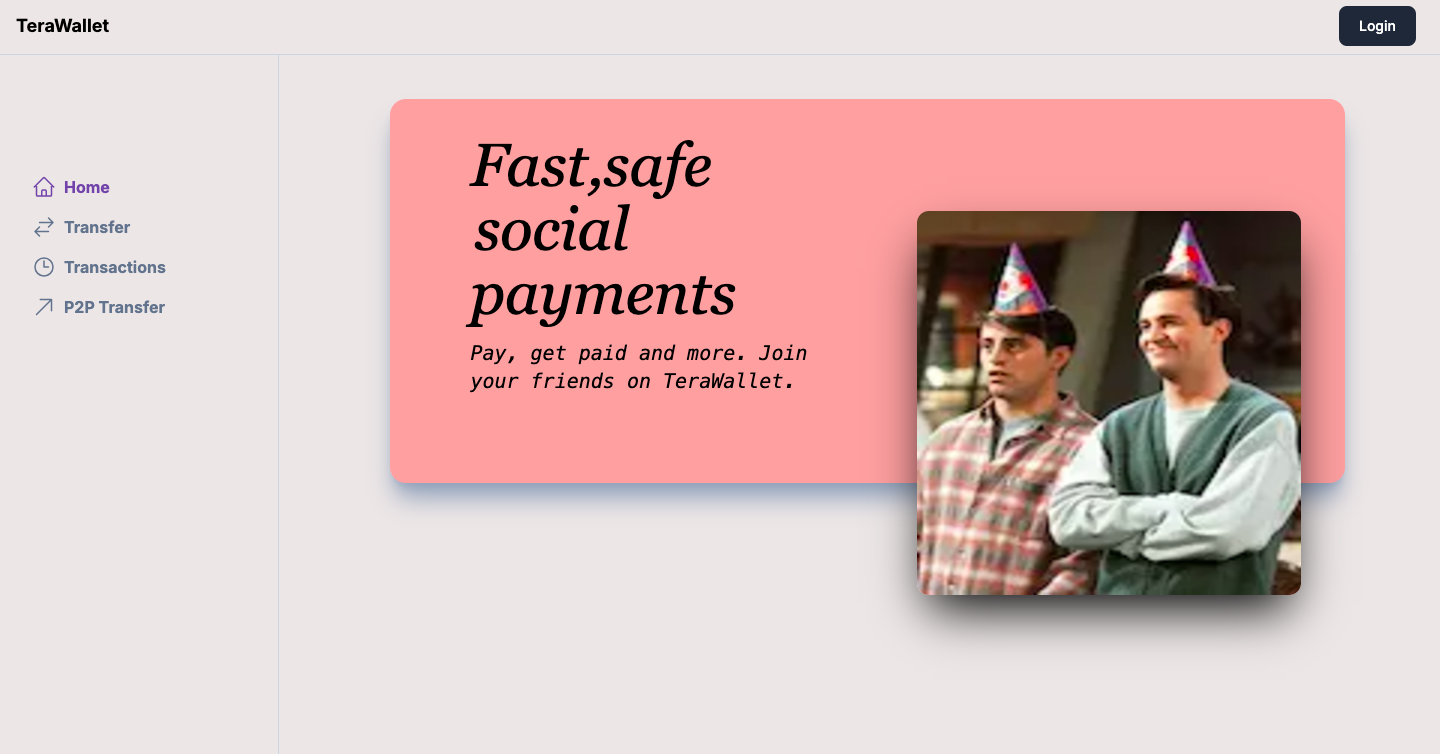 TeraWallet
Login
Home
Transfer
Transactions
P2P Transfer
Fast,safe
social
payments
Pay, get paid and more. Join
your friends on TeraWallet.